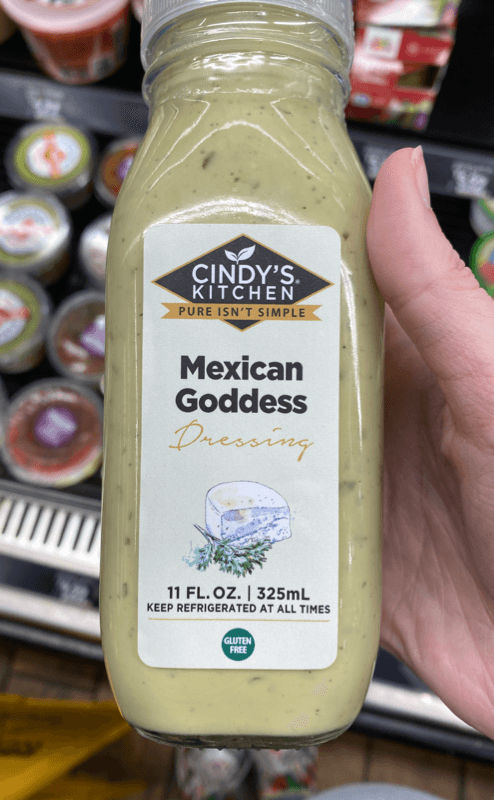 CINDY'S®
KITCHEN
PURE ISN'T SIMPLE
Mexican
Goddess
Dressing
11 FL. OZ. | 325mL
KEEP REFRIGERATED AT ALL TIMES
GLUTEN
FREE